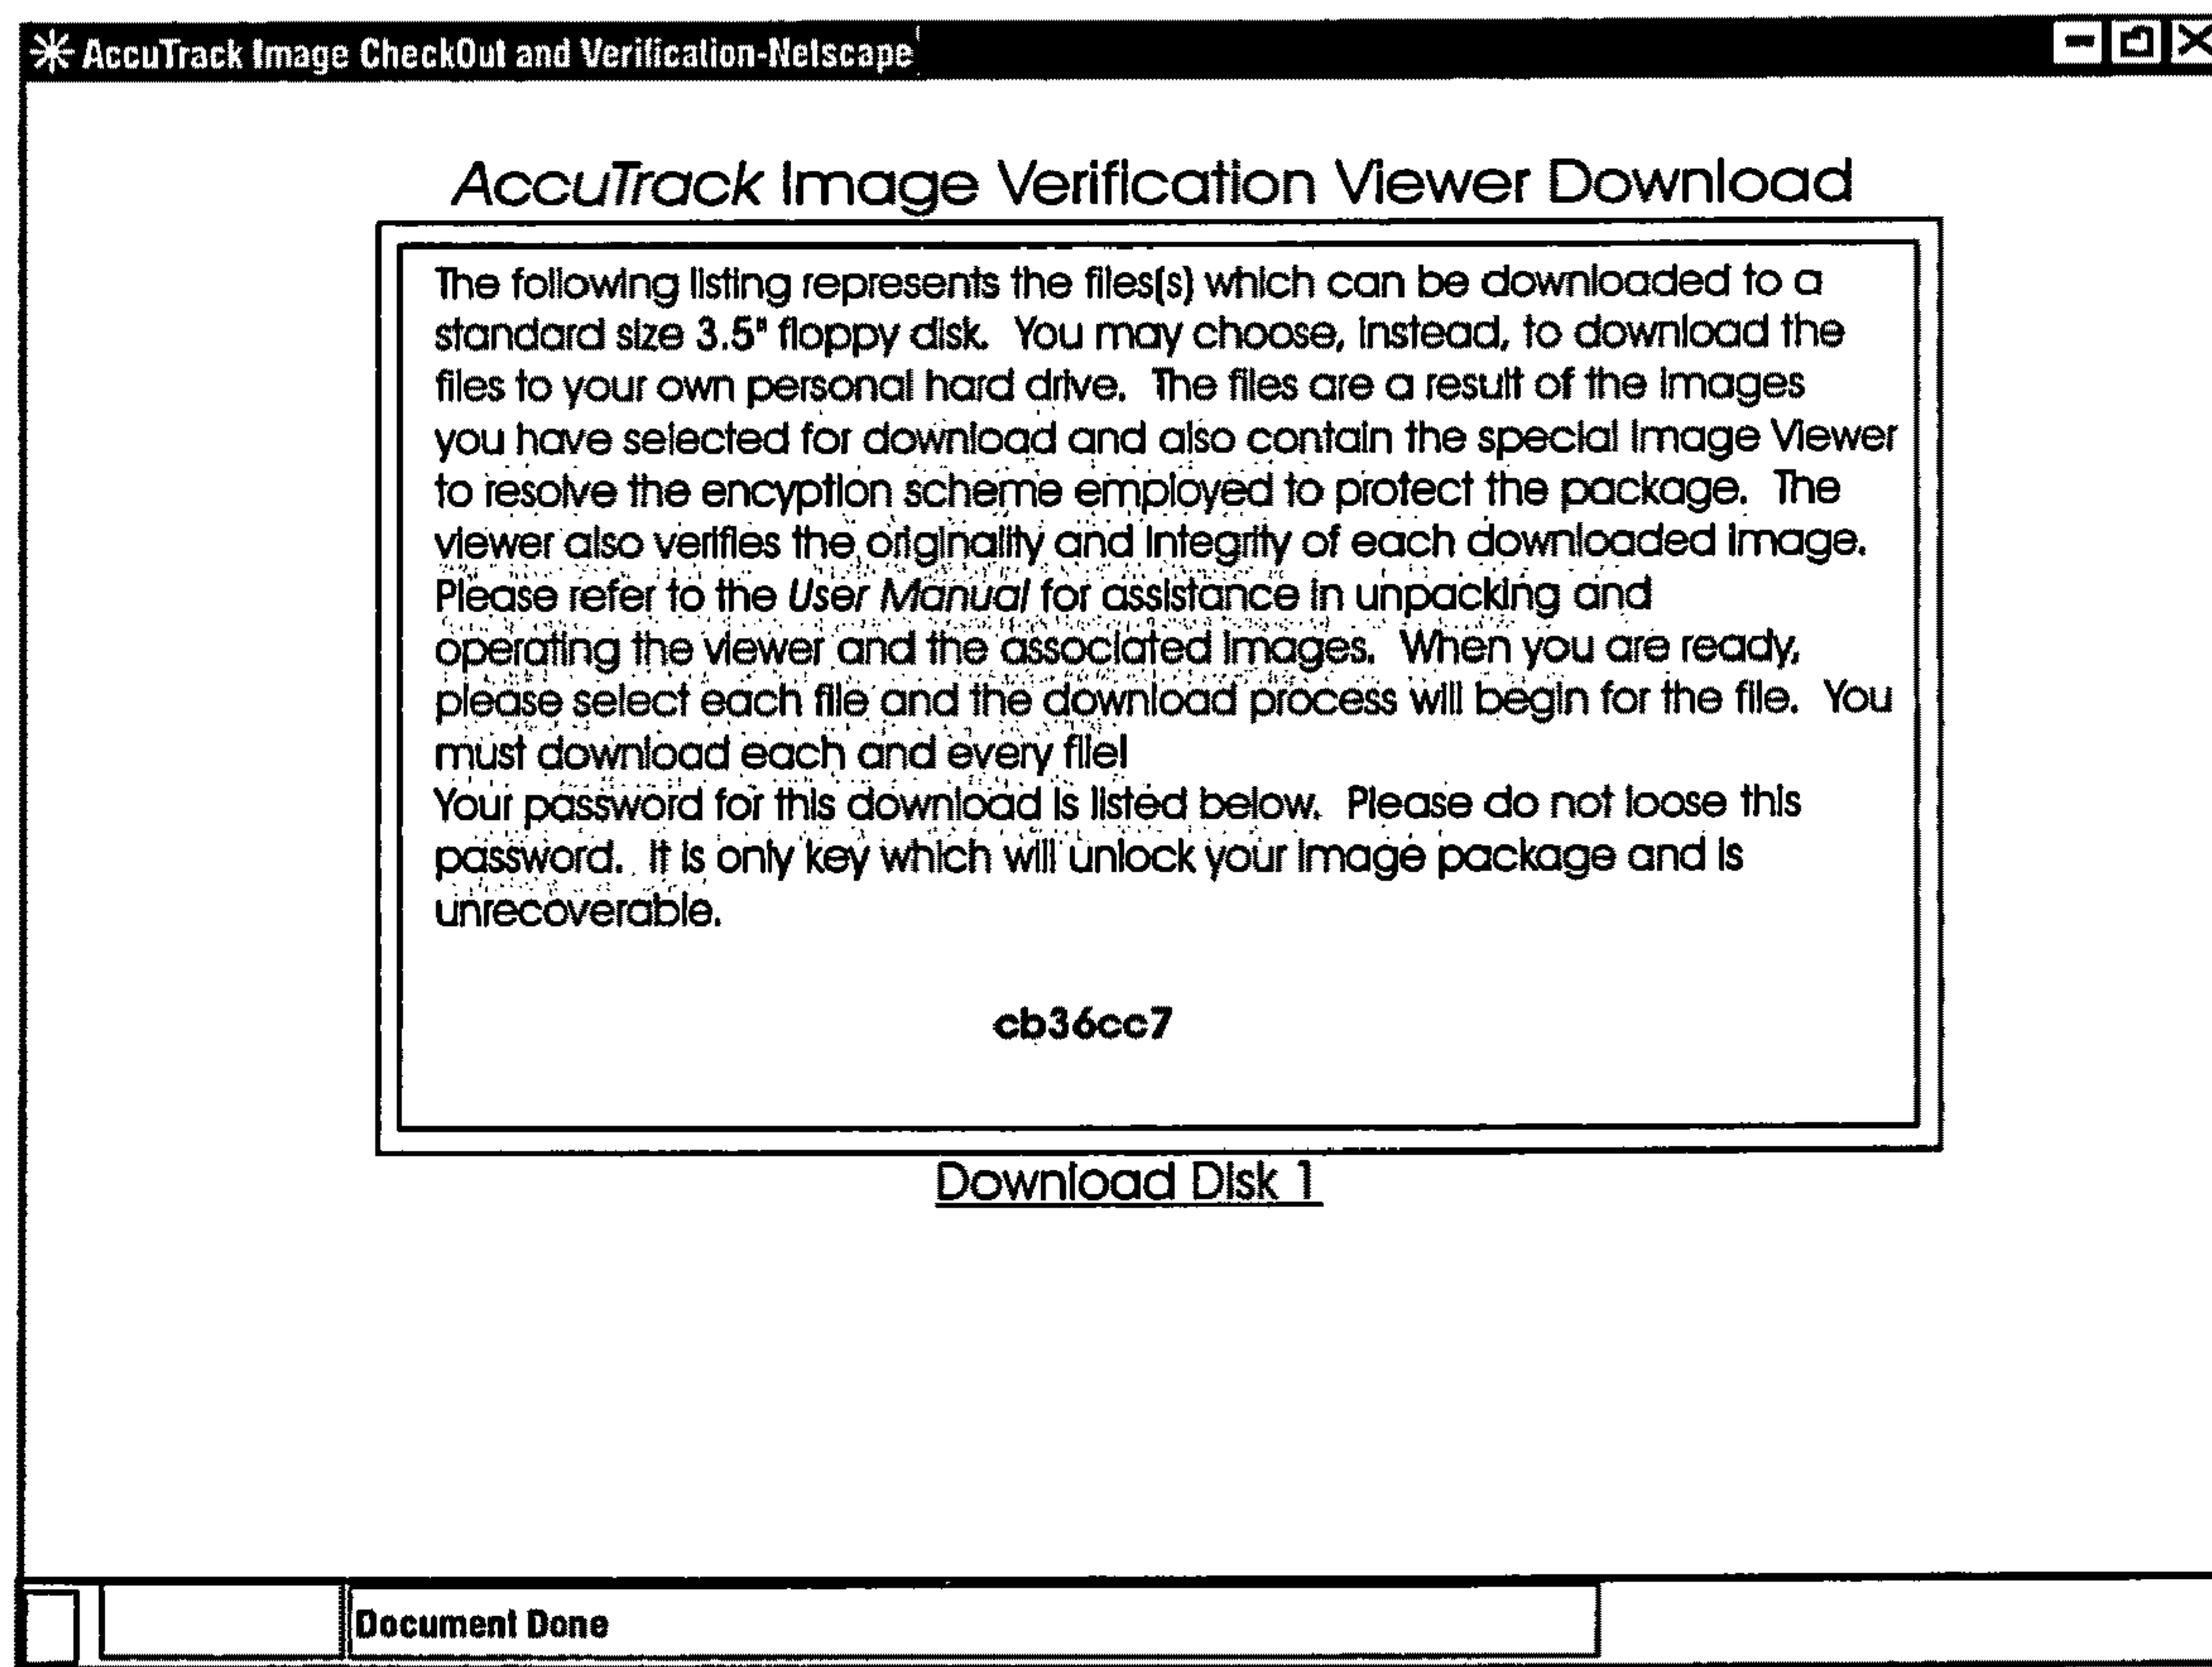 AccuTrack Image CheckOut and Verification-Netscape
AccuTrack Image Verification Viewer Download
The following listing represents the files(s) which can be downloaded to a
standard size 3.5" floppy disk. You may choose, instead, to download the
files to your own personal hard drive. The files are a result of the images
you have selected for download and also contain the special Image Viewer
to resolve the encyption scheme employed to protect the package. The
viewer also verifies the originality and integrity of each downloaded image.
Please refer to the User Manual for assistance in unpacking and
operating the viewer and the associated images. When you are ready,
please select each file and the download process will begin for the file. You
must download each and every file!
Your password for this download is listed below. Please do not loose this
password. It is only key which will unlock your image package and is
unrecoverable.
cb36cc7
Download Disk 1
Document Done